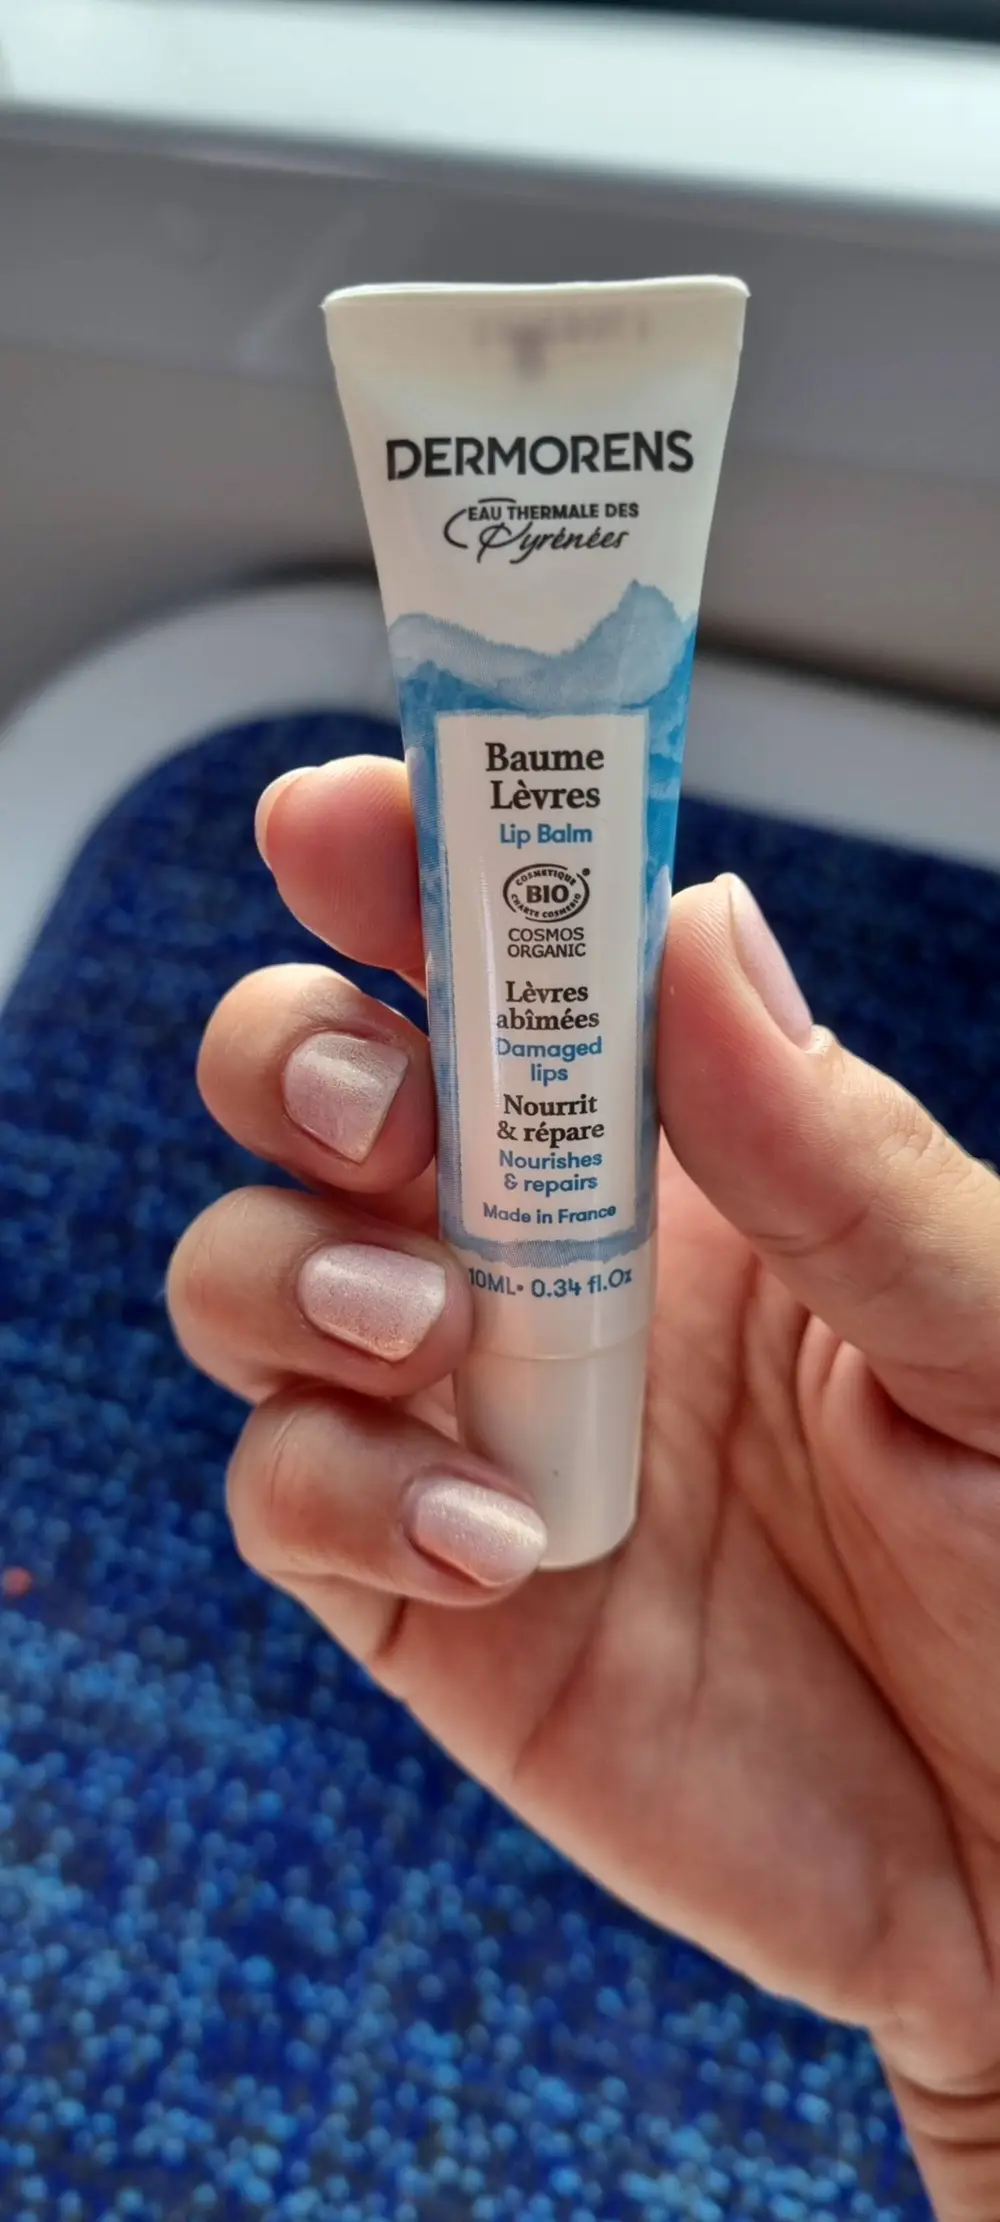 DERMORENS
EAU THERMALE DES
Pyrénées
Baume
Lèvres
Lip Balm
COSMETIQUE
BIO
CHARTE COSMEBIO
COSMOS
ORGANIC
Lèvres
abîmées
Damaged
lips
Nourrit
& répare
Nourishes
& repairs
Made in France
10ML• 0.34 fl.Oz